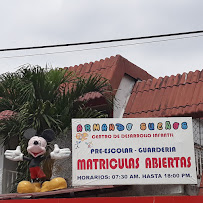 ARMANDO SUEÑOS
CENTRO DE DESARROLLO INFANTIL
PRE-ESCOLAR - GUARDERIA
MATRICULAS ABIERTAS
HORARIOS: 07:30 AM. HASTA 18:00 PM.